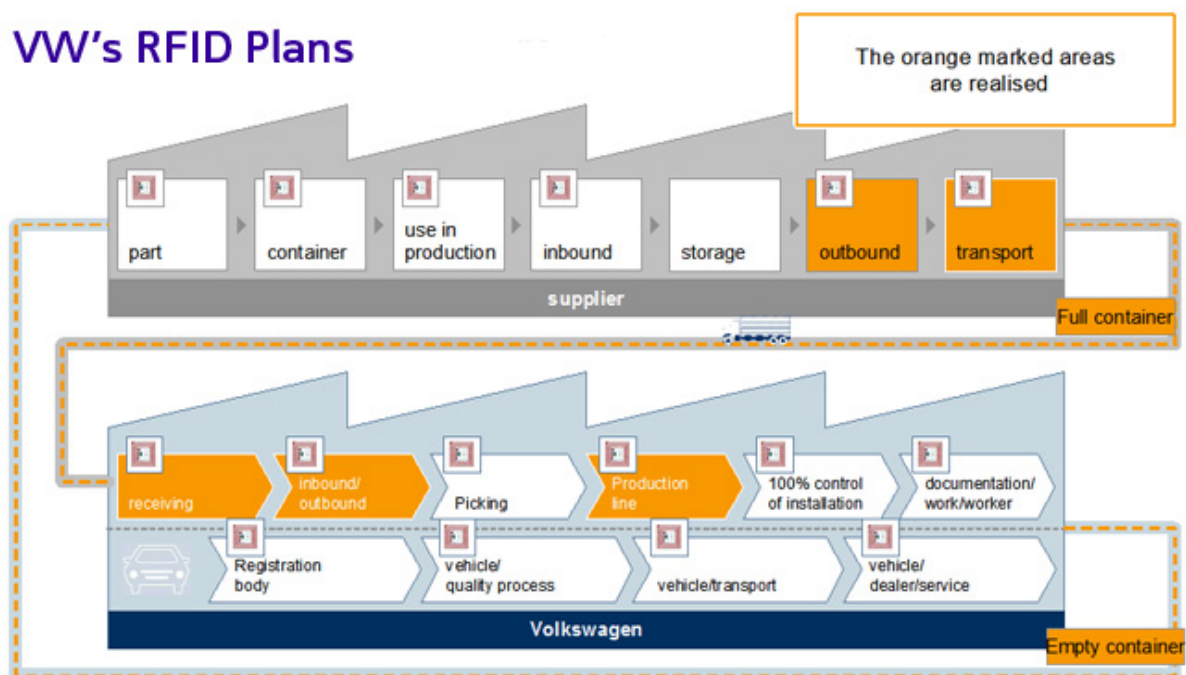 VW's RFID Plans
The orange marked areas
are realised
part
container
use in
production
inbound
storage
outbound
transport
supplier
Full container
receiving
inbound/
outbound
Picking
Production
line
100% control
of installation
documentation/
work/worker
Registration
body
vehicle/
quality process
vehicle/transport
vehicle/
dealer/service
Volkswagen
Empty container